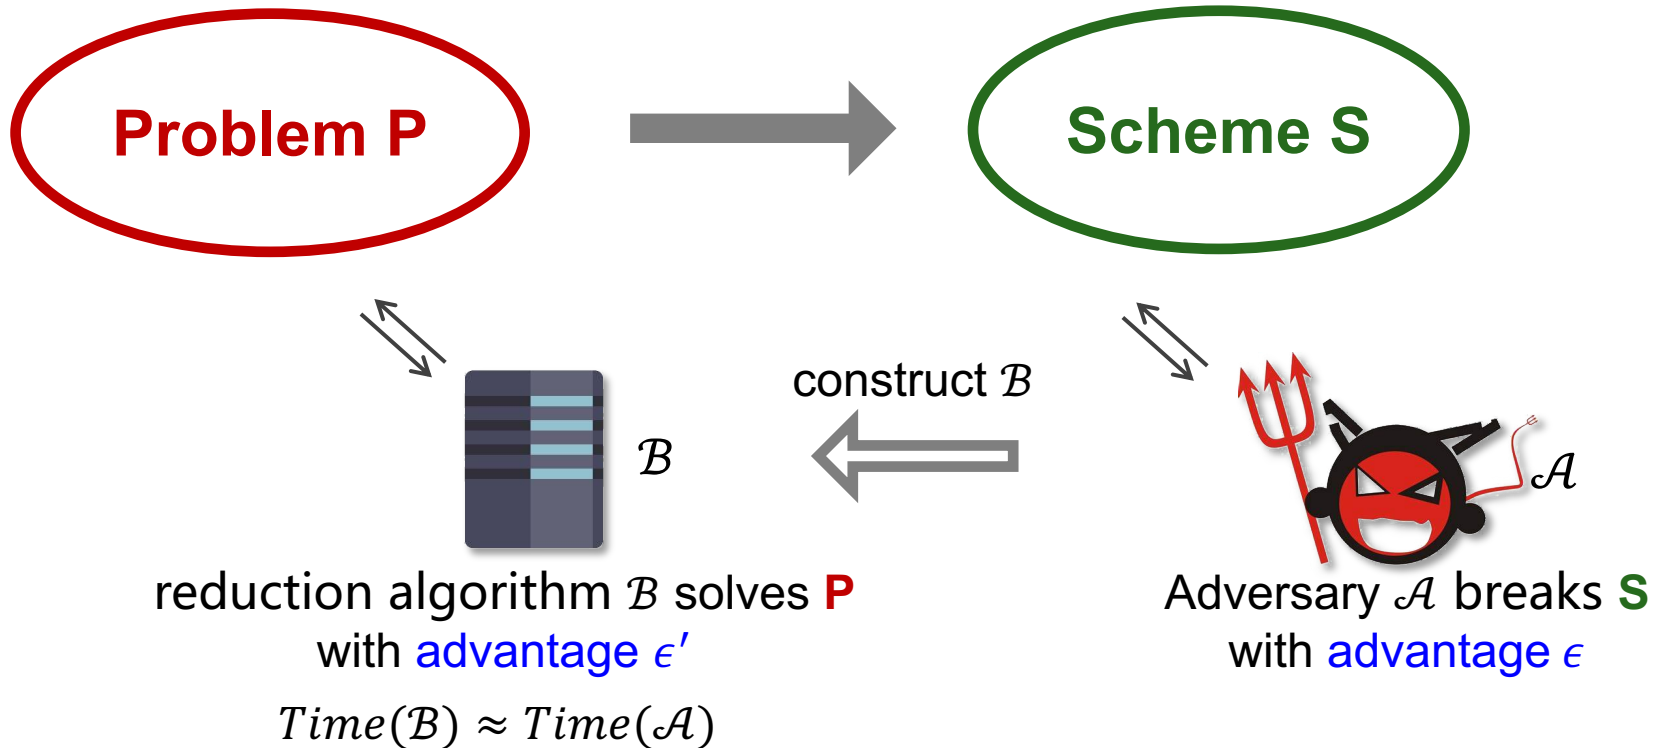 Problem P
Scheme S
construct ℬ
ℬ
𝒜
reduction algorithm ℬ solves P
with advantage ϵ′
Time(ℬ) ≈ Time(𝒜)
Adversary 𝒜 breaks S
with advantage ϵ